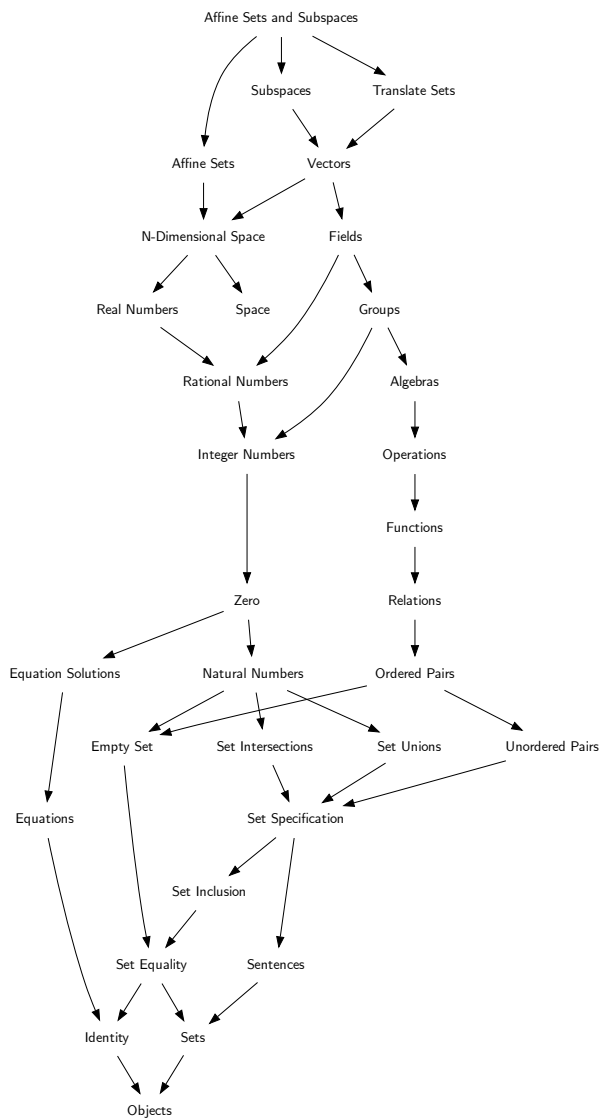 Affine Sets and Subspaces
Subspaces
Translate Sets
Affine Sets
Vectors
N-Dimensional Space
Fields
Real Numbers
Space
Groups
Rational Numbers
Algebras
Integer Numbers
Operations
Functions
Zero
Relations
Equation Solutions
Natural Numbers
Ordered Pairs
Empty Set
Set Intersections
Set Unions
Unordered Pairs
Equations
Set Specification
Set Inclusion
Set Equality
Sentences
Identity
Sets
Objects